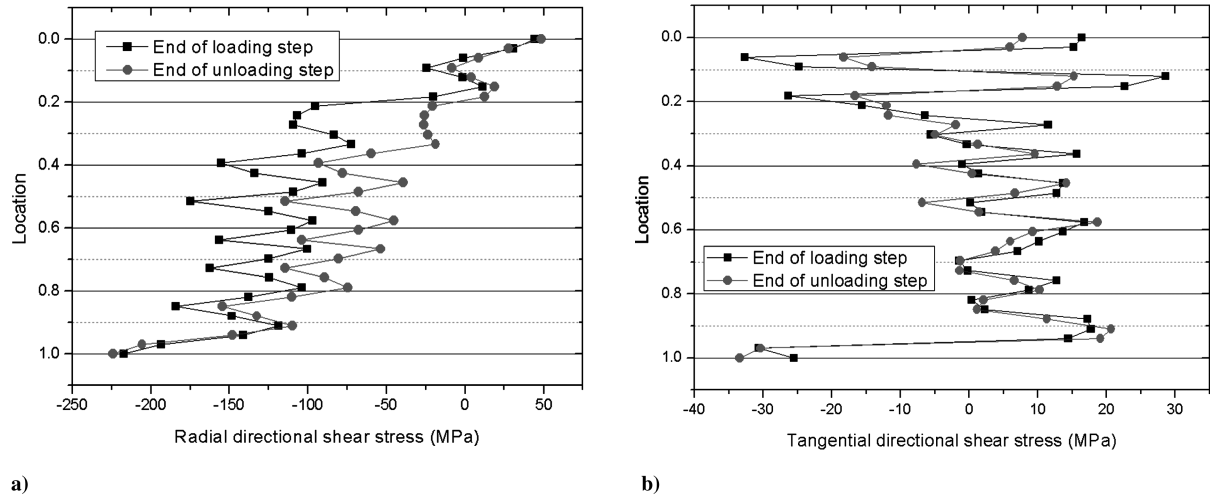 0.0
0.2
0.4
0.6
0.8
1.0
Location
End of loading step
End of unloading step
-250 -200 -150 -100 -50 0 50
Radial directional shear stress (MPa)
a)
0.0
0.2
0.4
0.6
0.8
1.0
Location
End of loading step
End of unloading step
-40 -30 -20 -10 0 10 20 30
Tangential directional shear stress (MPa)
b)